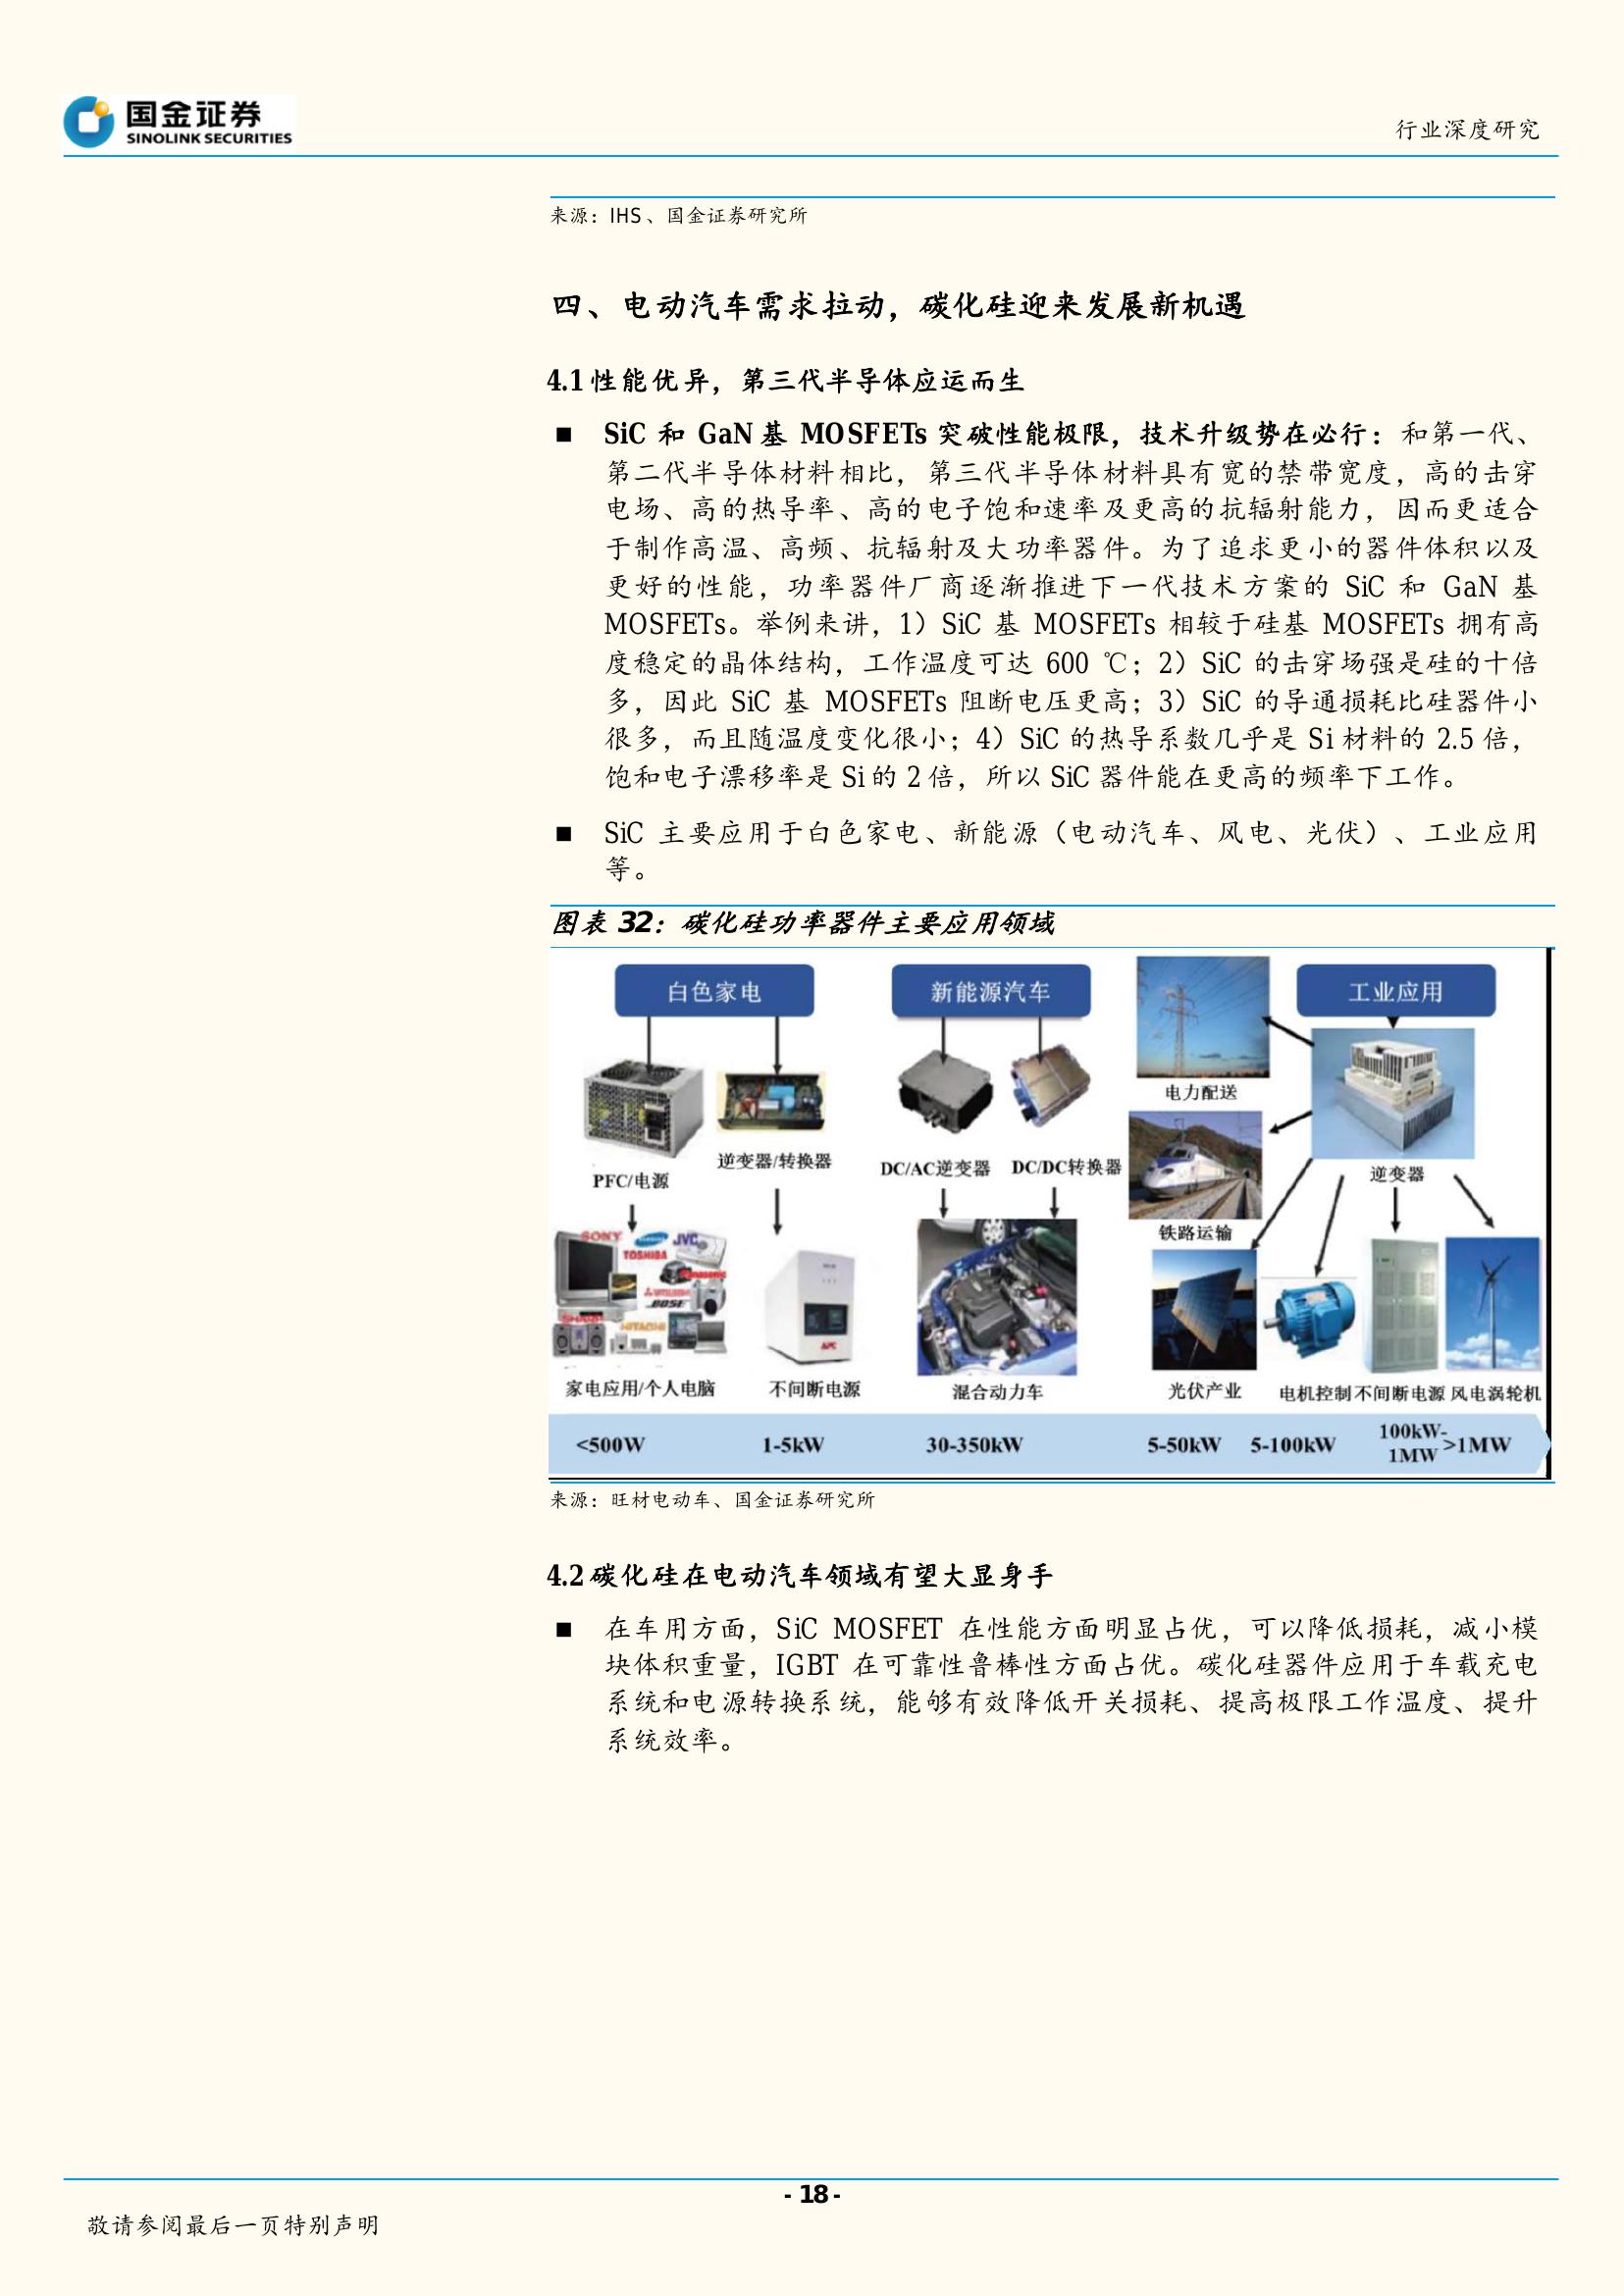 国金证券
SINOLINK SECURITIES
行业深度研究
来源：IHS、国金证券研究所
四、电动汽车需求拉动，碳化硅迎来发展新机遇
4.1 性能优异，第三代半导体应运而生
■ SiC 和 GaN 基 MOSFETs 突破性能极限，技术升级势在必行：和第一代、
第二代半导体材料相比，第三代半导体材料具有宽的禁带宽度，高的击穿
电场、高的热导率、高的电子饱和速率及更高的抗辐射能力，因而更适合
于制作高温、高频、抗辐射及大功率器件。为了追求更小的器件体积以及
更好的性能，功率器件厂商逐渐推进下一代技术方案的 SiC 和 GaN 基
MOSFETs。举例来讲，1）SiC 基 MOSFETs 相较于硅基 MOSFETs 拥有高
度稳定的晶体结构，工作温度可达 600 ℃；2）SiC 的击穿场强是硅的十倍
多，因此 SiC 基 MOSFETs 阻断电压更高；3）SiC 的导通损耗比硅器件小
很多，而且随温度变化很小；4）SiC 的热导系数几乎是 Si 材料的 2.5 倍，
饱和电子漂移率是 Si 的 2 倍，所以 SiC 器件能在更高的频率下工作。
■ SiC 主要应用于白色家电、新能源（电动汽车、风电、光伏）、工业应用
等。
图表 32：碳化硅功率器件主要应用领域
白色家电
新能源汽车
工业应用
电力配送
PFC/电源
逆变器/转换器
DC/AC逆变器
DC/DC转换器
逆变器
铁路运输
SONY
SAMSUNG
JVC
TOSHIBA
Panasonic
MITSUBISHI
BOSE
SHARP
HITACHI
APC
家电应用/个人电脑
不间断电源
混合动力车
光伏产业
电机控制
不间断电源
风电涡轮机
<500W
1-5kW
30-350kW
5-50kW
5-100kW
100kW-
1MW
>1MW
来源：旺材电动车、国金证券研究所
4.2 碳化硅在电动汽车领域有望大显身手
■ 在车用方面，SiC MOSFET 在性能方面明显占优，可以降低损耗，减小模
块体积重量，IGBT 在可靠性鲁棒性方面占优。碳化硅器件应用于车载充电
系统和电源转换系统，能够有效降低开关损耗、提高极限工作温度、提升
系统效率。
- 18 -
敬请参阅最后一页特别声明